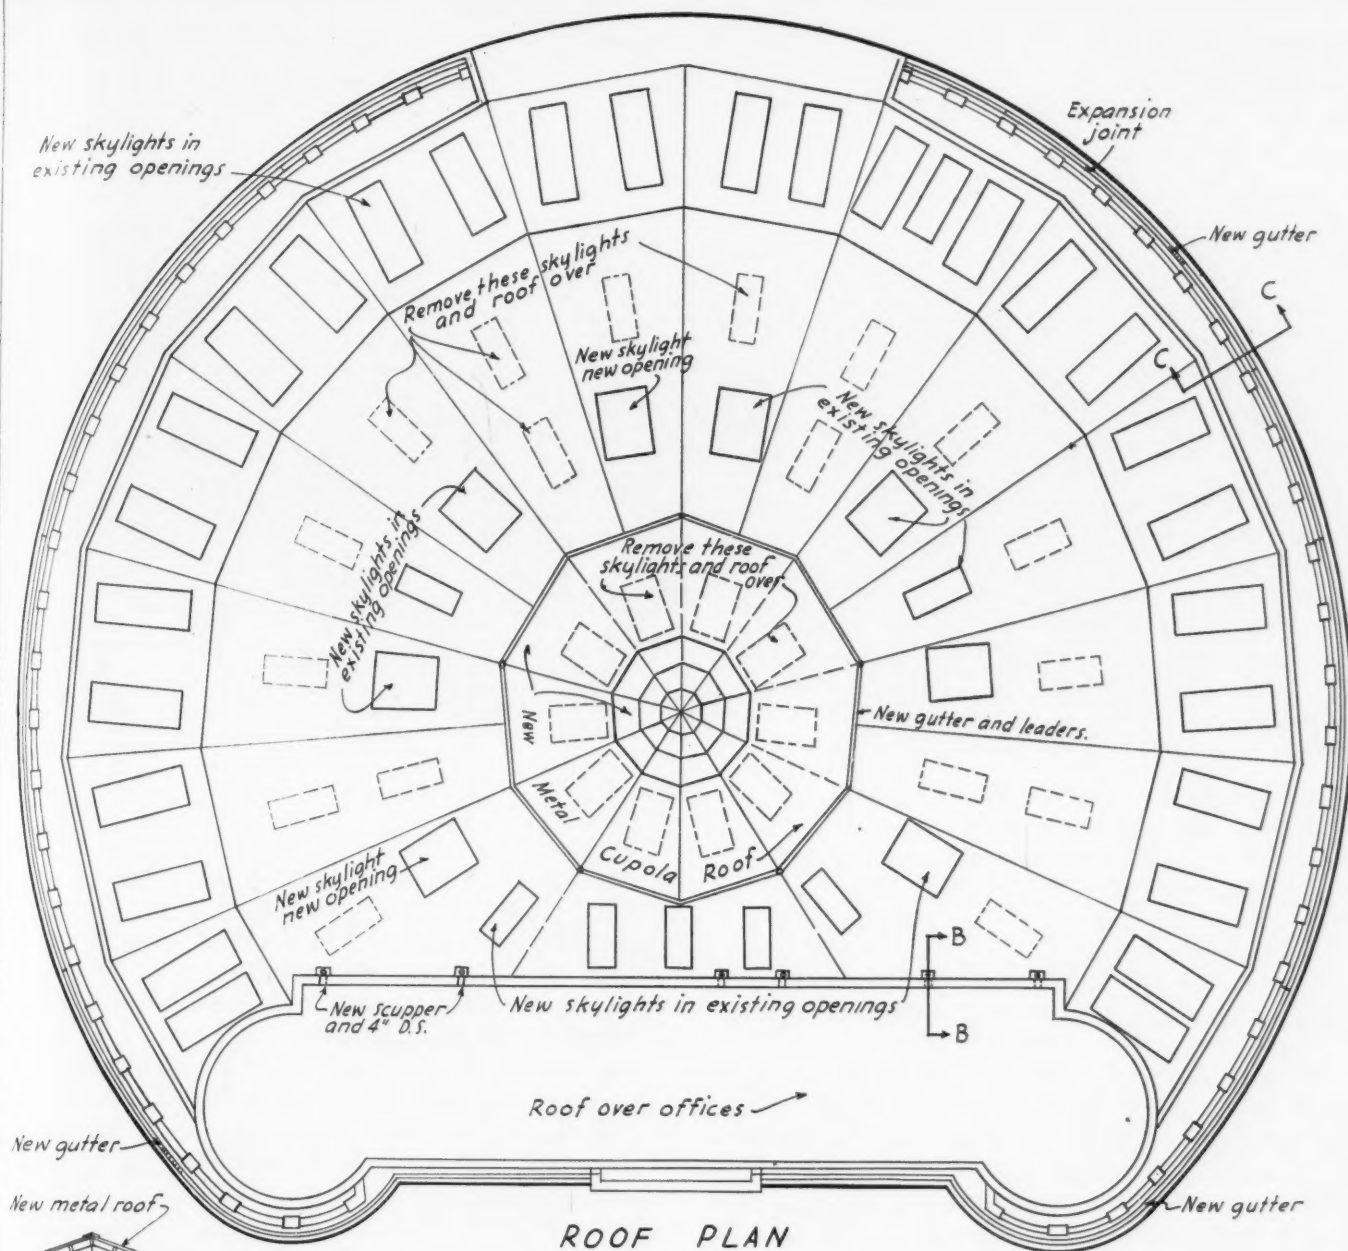 New skylights in
existing openings
Expansion
joint
New gutter
C
C
Remove these skylights
and roof over
New skylight
new opening
New skylights in
existing openings
New skylights in
existing openings
Remove these
skylights and roof
over
New gutter and leaders.
New
Metal
Cupola
Roof
New skylight
new opening
B
B
New scupper
and 4" D.S.
New skylights in existing openings
Roof over offices
New gutter
New metal roof
New gutter
ROOF PLAN